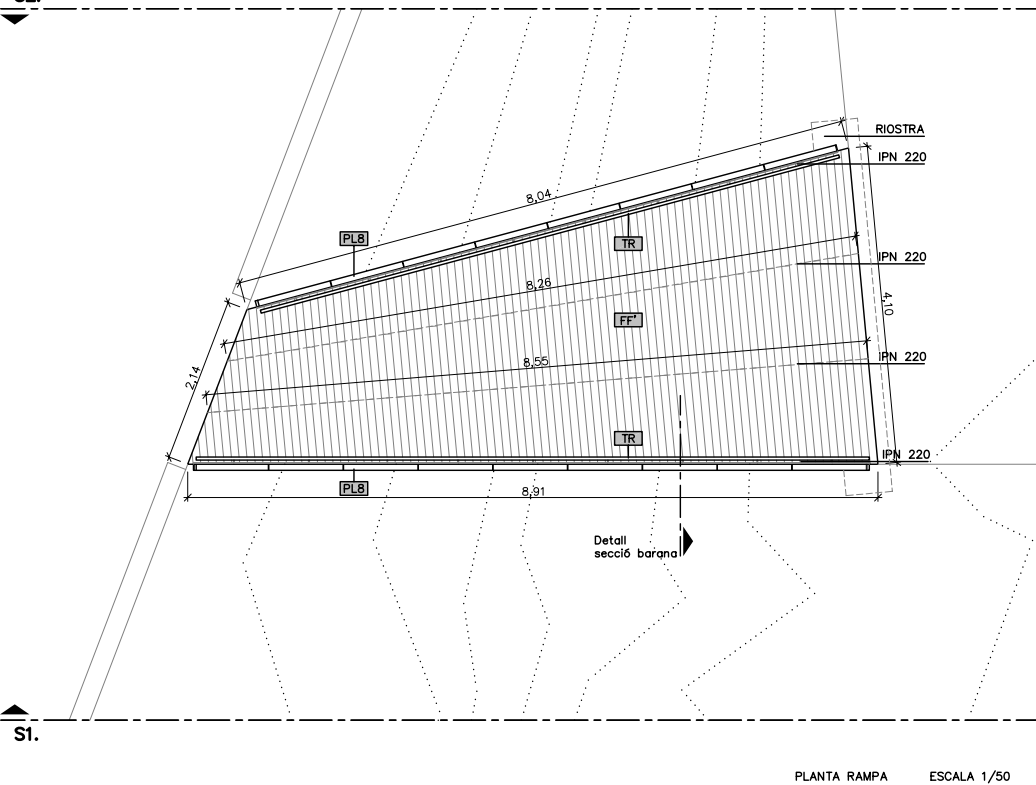 RIOSTRA
IPN 220
8,04
PL8
TR
IPN 220
8,26
4,10
FF'
IPN 220
8,55
2,14
TR
IPN 220
PL8
8,91
Detall
secció barana
S1.
PLANTA RAMPA ESCALA 1/50